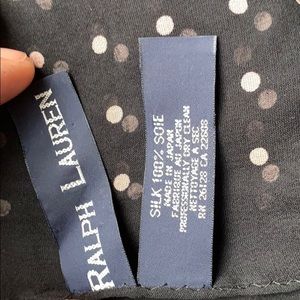 RALPH LAUREN
SILK 100% SOIE
MADE IN JAPAN
FABRIQUE AU JAPON
PROFESSIONALLY DRY CLEAN
NETTOYAGE A SEC
RN 26128 CA 22608